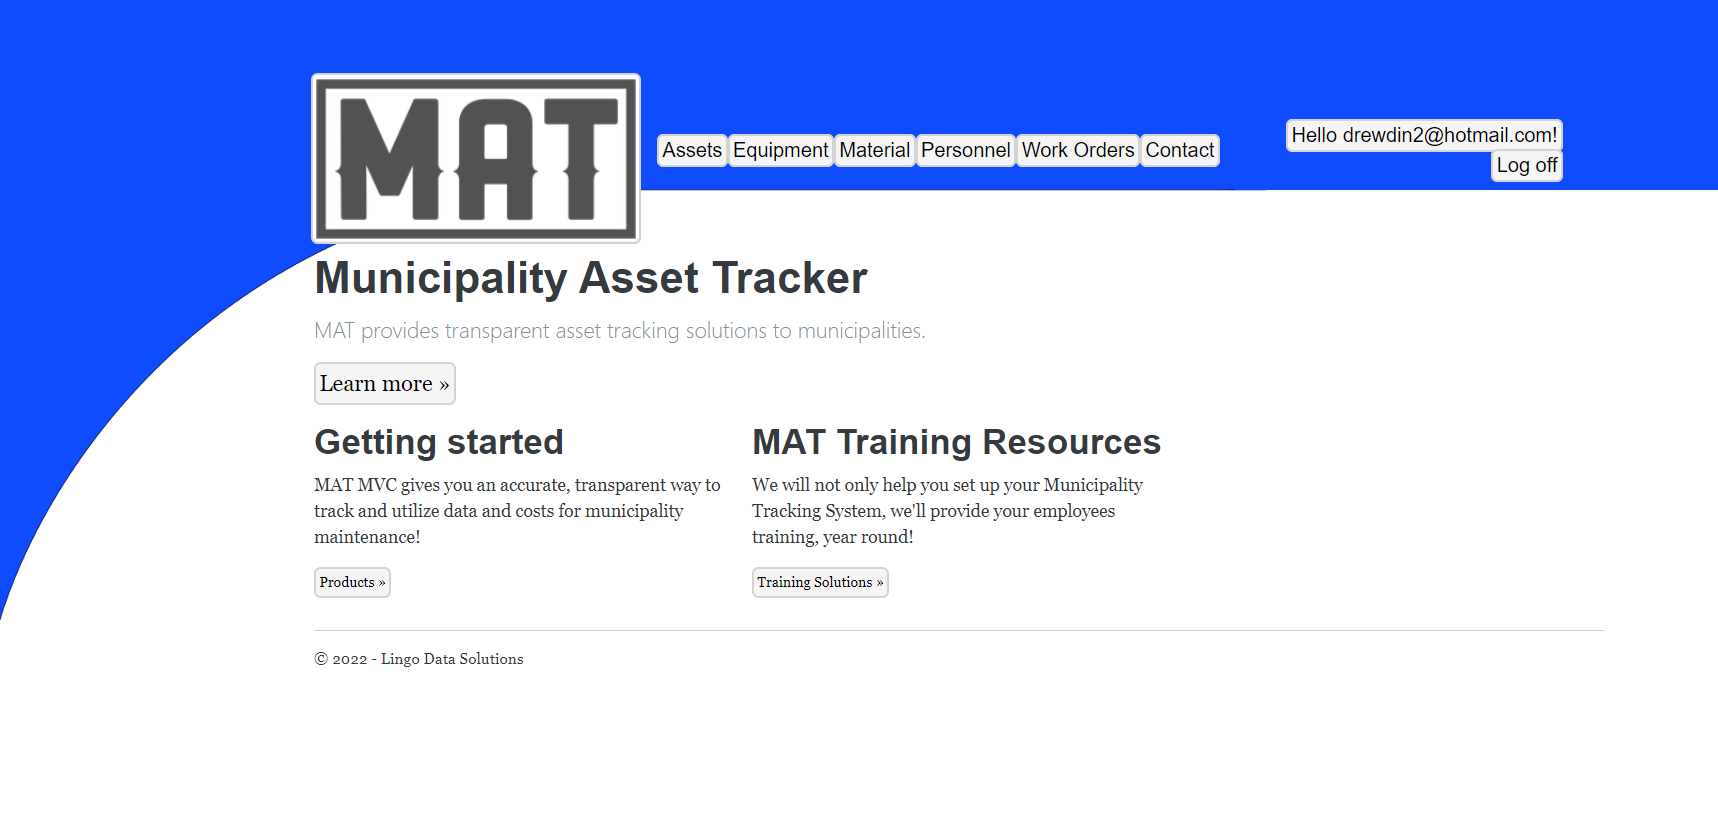 MAT
Assets Equipment Material Personnel Work Orders Contact
Hello drewdin2@hotmail.com!
Log off
Municipality Asset Tracker
MAT provides transparent asset tracking solutions to municipalities.
Learn more »
Getting started
MAT MVC gives you an accurate, transparent way to
track and utilize data and costs for municipality
maintenance!
Products »
MAT Training Resources
We will not only help you set up your Municipality
Tracking System, we'll provide your employees
training, year round!
Training Solutions »
© 2022 - Lingo Data Solutions